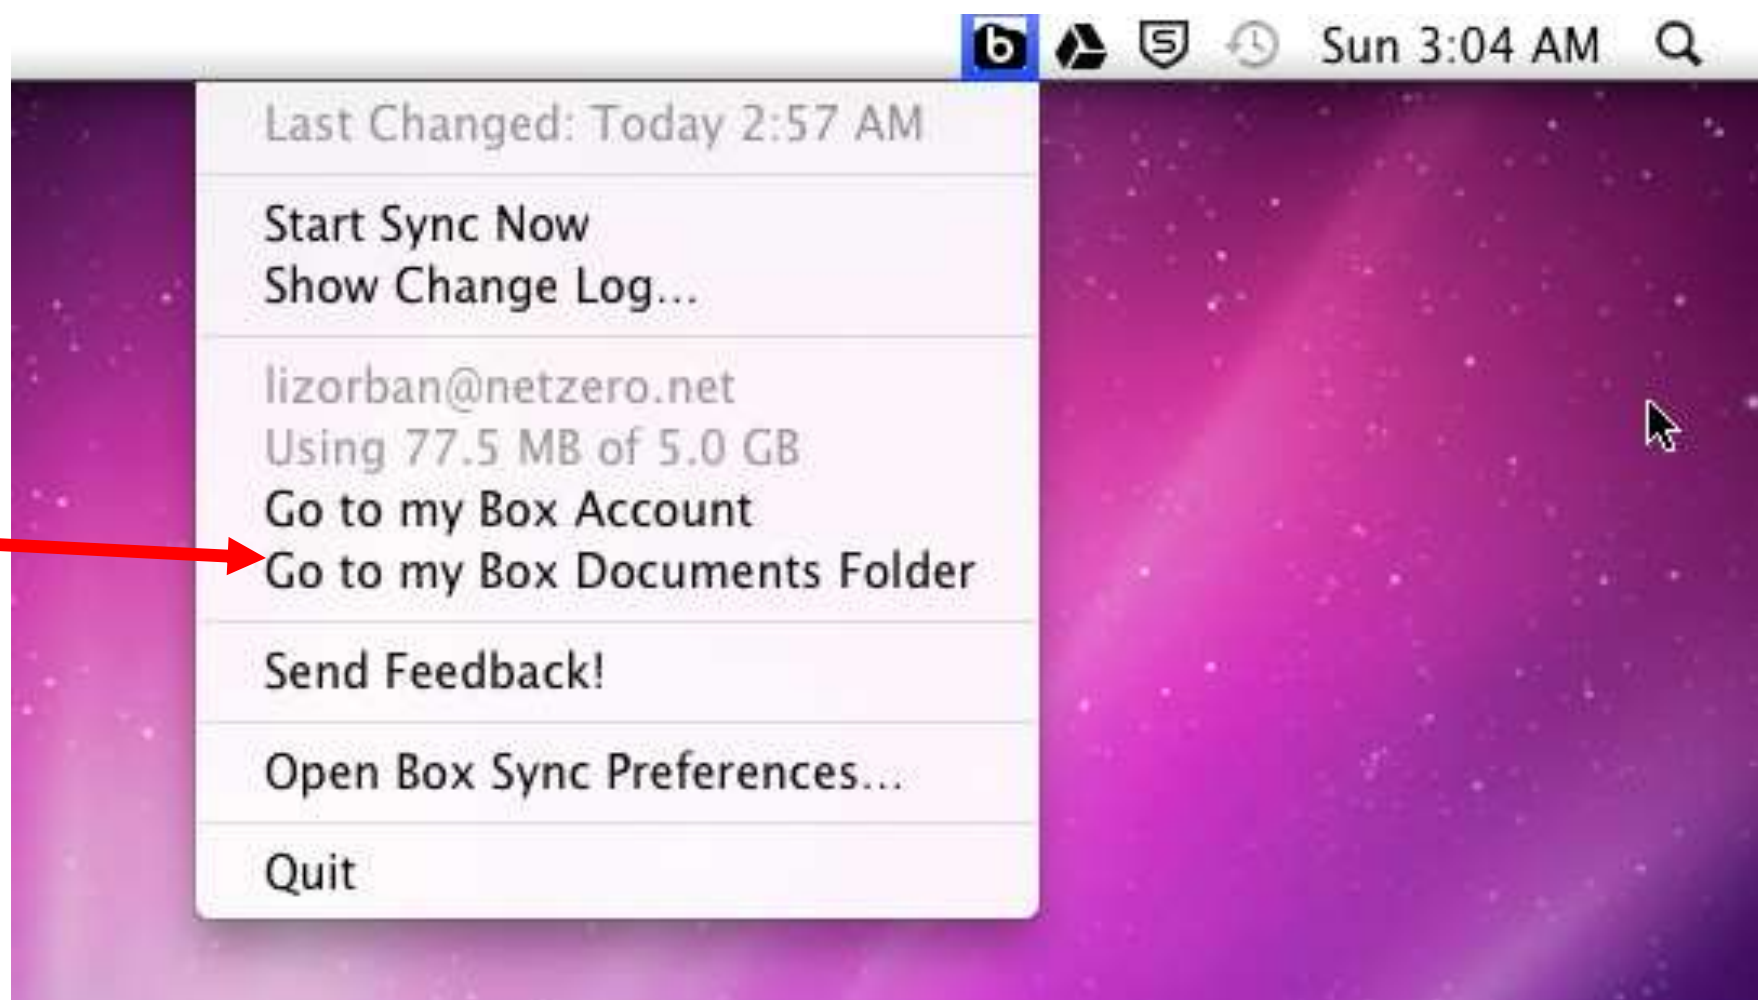 b S Sun 3:04 AM
Last Changed: Today 2:57 AM
Start Sync Now
Show Change Log...
lizorban@netzero.net
Using 77.5 MB of 5.0 GB
Go to my Box Account
Go to my Box Documents Folder
Send Feedback!
Open Box Sync Preferences...
Quit